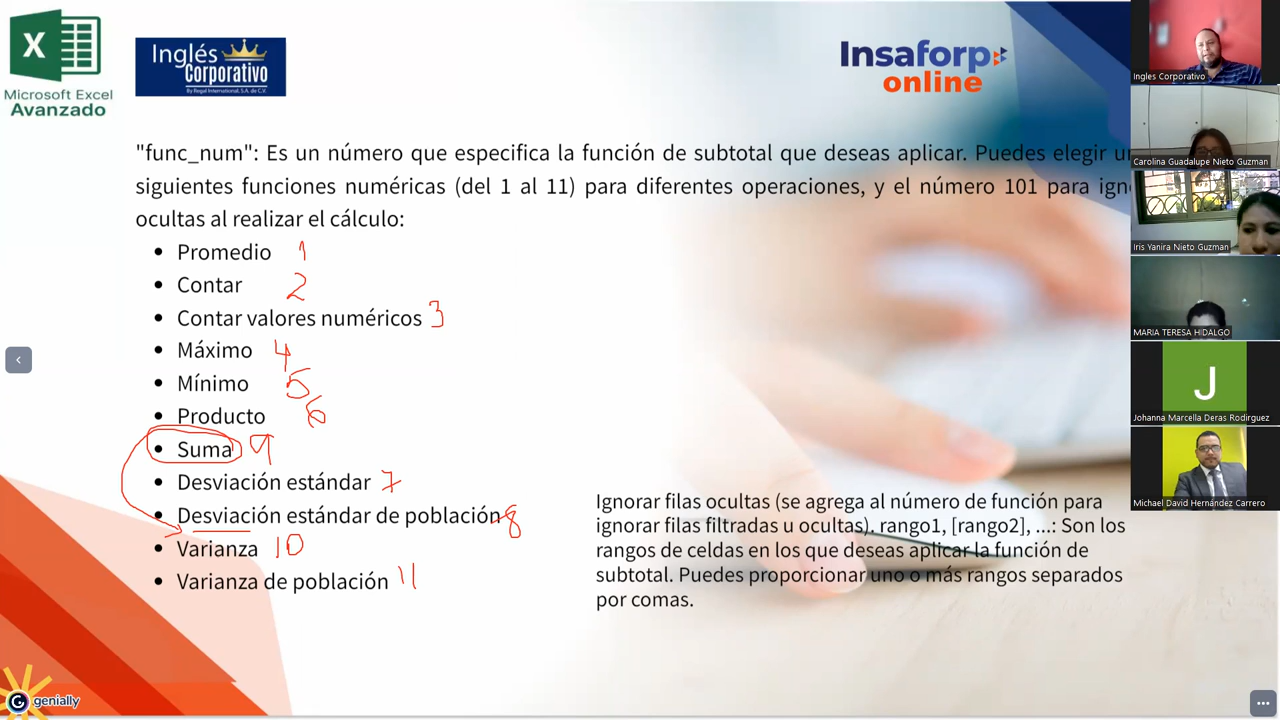 Microsoft Excel
Avanzado
Inglés
Corporativo
By Regal International, S.A. de C.V.
Insaforp
online
"func_num": Es un número que especifica la función de subtotal que deseas aplicar. Puedes elegir
siguientes funciones numéricas (del 1 al 11) para diferentes operaciones, y el número 101 para
ocultas al realizar el cálculo:
• Promedio 1
• Contar 2
• Contar valores numéricos 3
• Máximo 4
• Mínimo 5
• Producto 6
• Suma 9
• Desviación estándar 7
• Desviación estándar de población 8
• Varianza 10
• Varianza de población 11
Ignorar filas ocultas (se agrega al número de función para
ignorar filas filtradas u ocultas). rango1, [rango2], ...: Son los
rangos de celdas en los que deseas aplicar la función de
subtotal. Puedes proporcionar uno o más rangos separados
por comas.
genially
Ingles Corporativo
Carolina Guadalupe Nieto Guzman
Iris Yanira Nieto Guzman
MARIA TERESA HIDALGO
J
Johanna Marcella Deras Rodirguez
Michael David Hernández Carrero